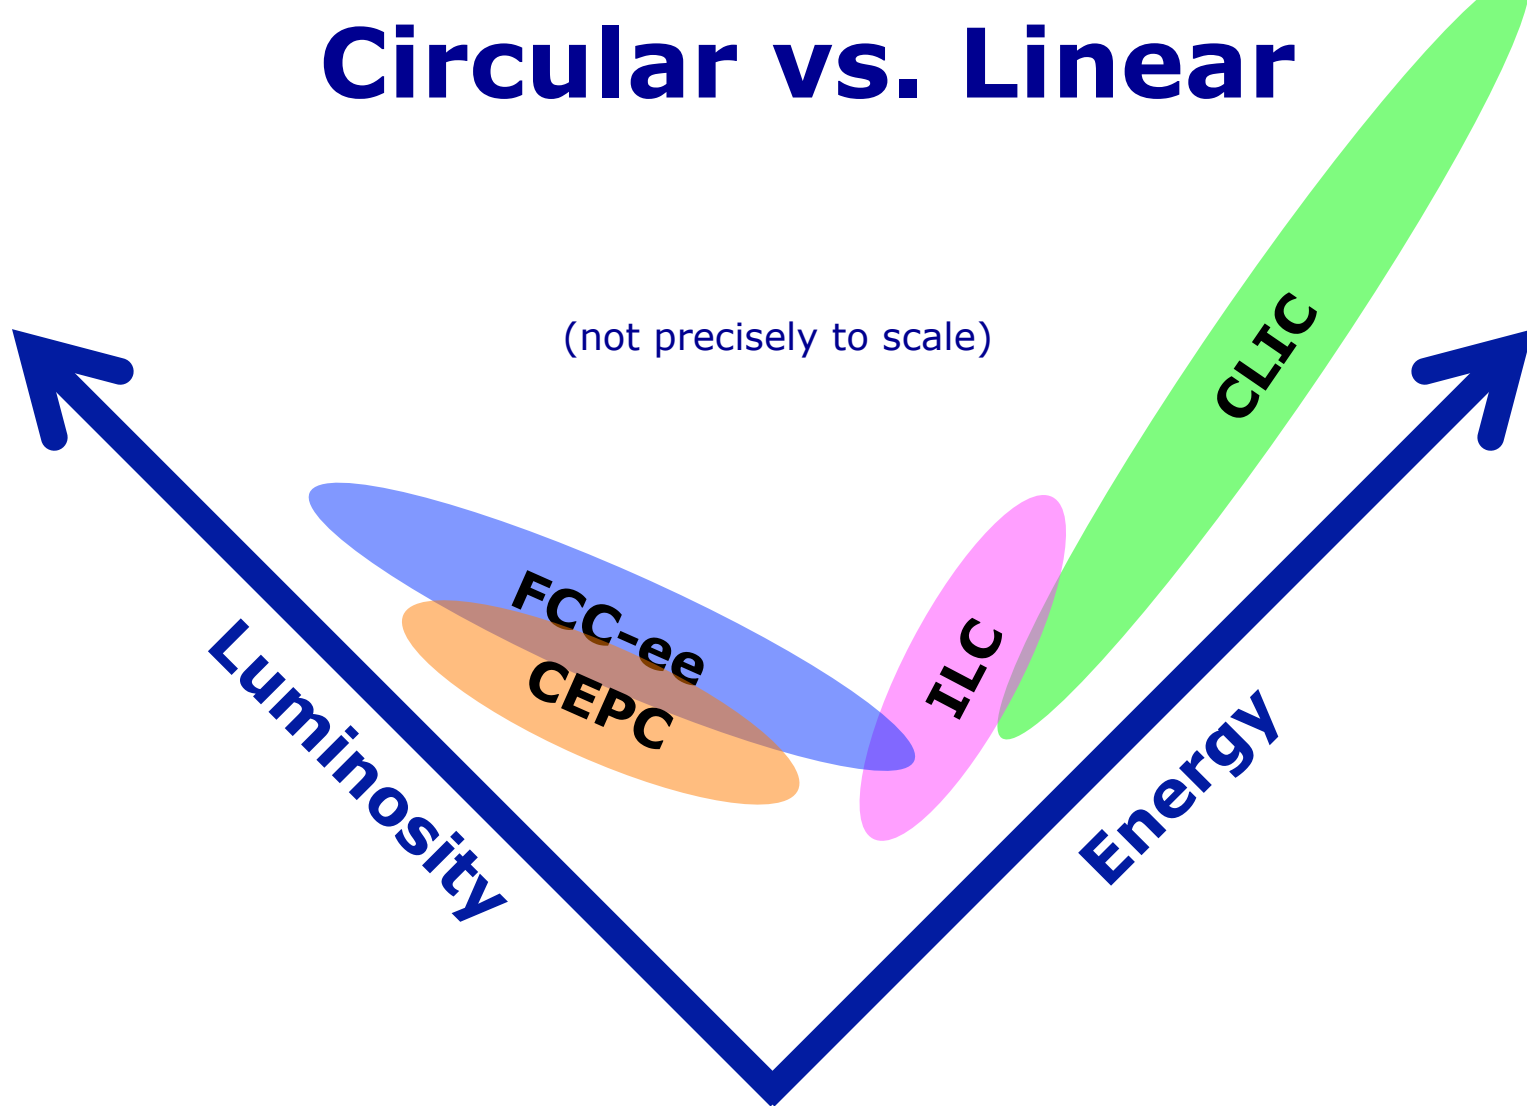 Circular vs. Linear
(not precisely to scale)
CLIC
FCC-ee
CEPC
ILC
Luminosity
Energy